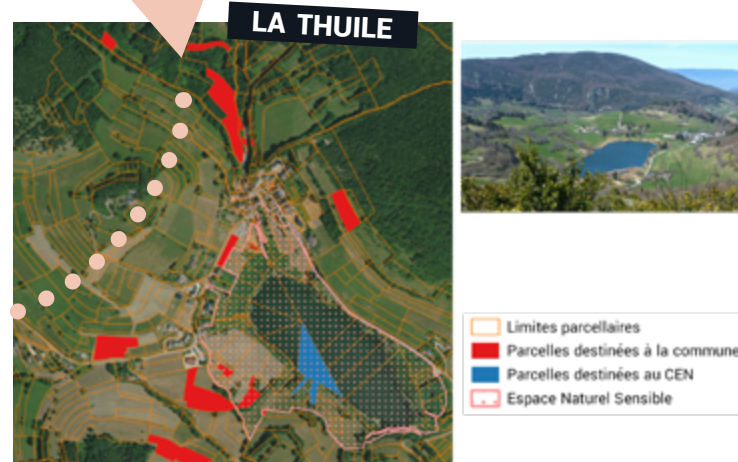 LA THUILE
Limites parcellaires
Parcelles destinées à la commune
Parcelles destinées au CEN
Espace Naturel Sensible